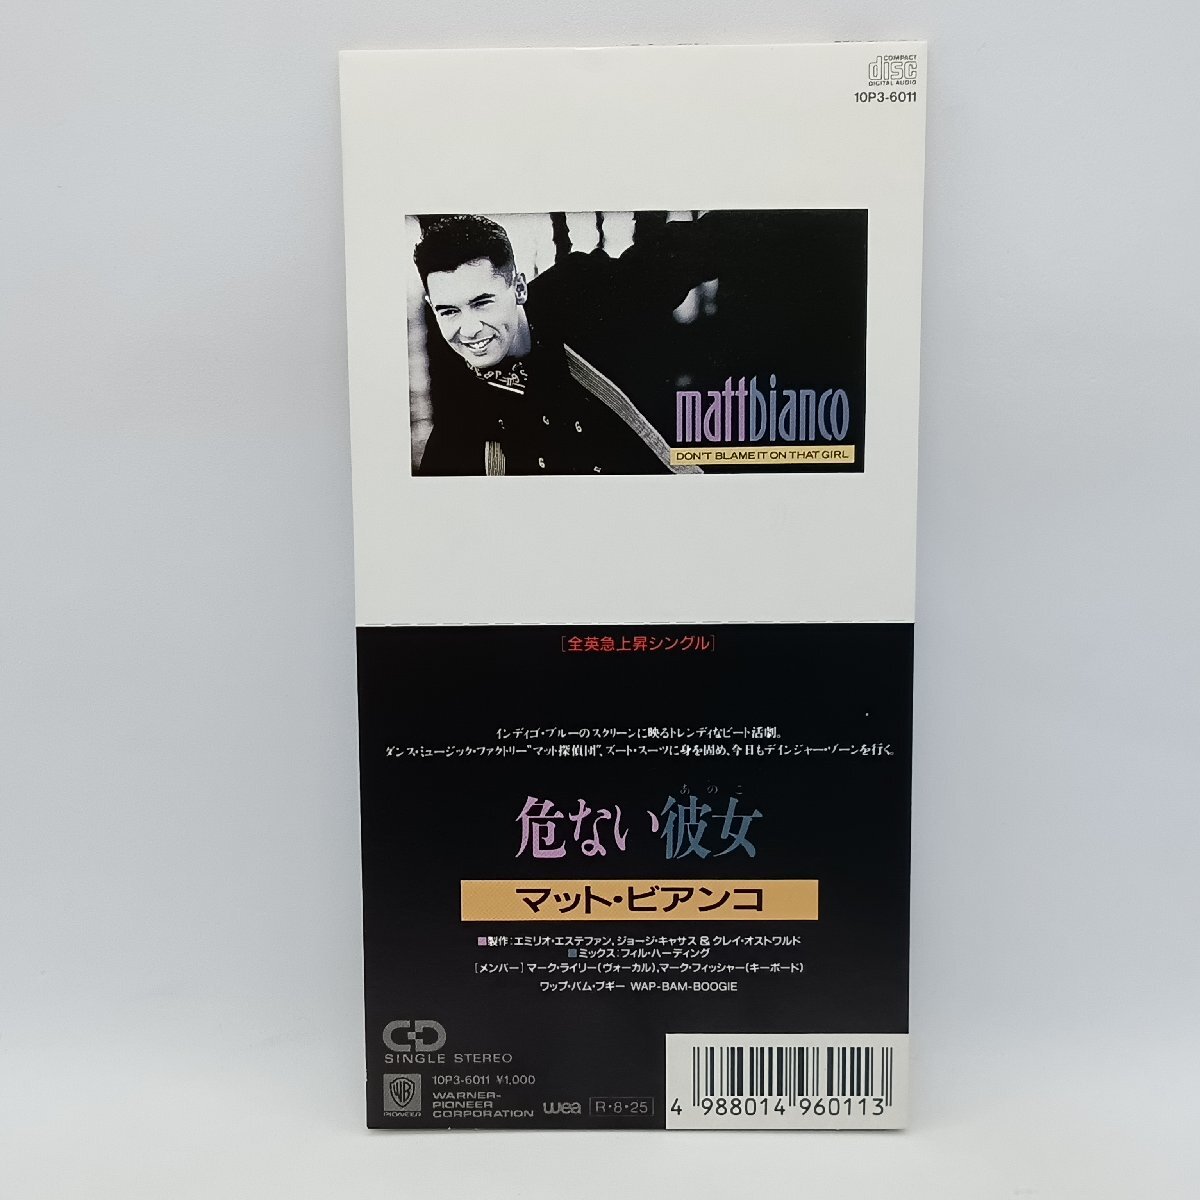 COMPACT
disc
DIGITAL AUDIO
10P3-6011
mattbianco
DON'T BLAME IT ON THAT GIRL
[全英急上昇シングル]
インディゴ・ブルーのスクリーンに映るトレンディなビート活劇。
ダンス・ミュージック・ファクトリー“マット探偵団”、ズート・スーツに身を固め、今日もデインジャー・ゾーンを行く。
あのこ
危ない彼女
マット・ビアンコ
■製作:エミリオ・エステファン,ジョージ・キャサス & クレイ・オストワルド
■ミックス:フィル・ハーディング
[メンバー]マーク・ライリー(ヴォーカル),マーク・フィッシャー(キーボード)
ワップ・バム・ブギー WAP-BAM-BOOGIE
CD
SINGLE STEREO
10P3-6011 ¥1,000
WB
PIONEER
WARNER-
PIONEER
CORPORATION
wea
R・8・25
4 988014 960113